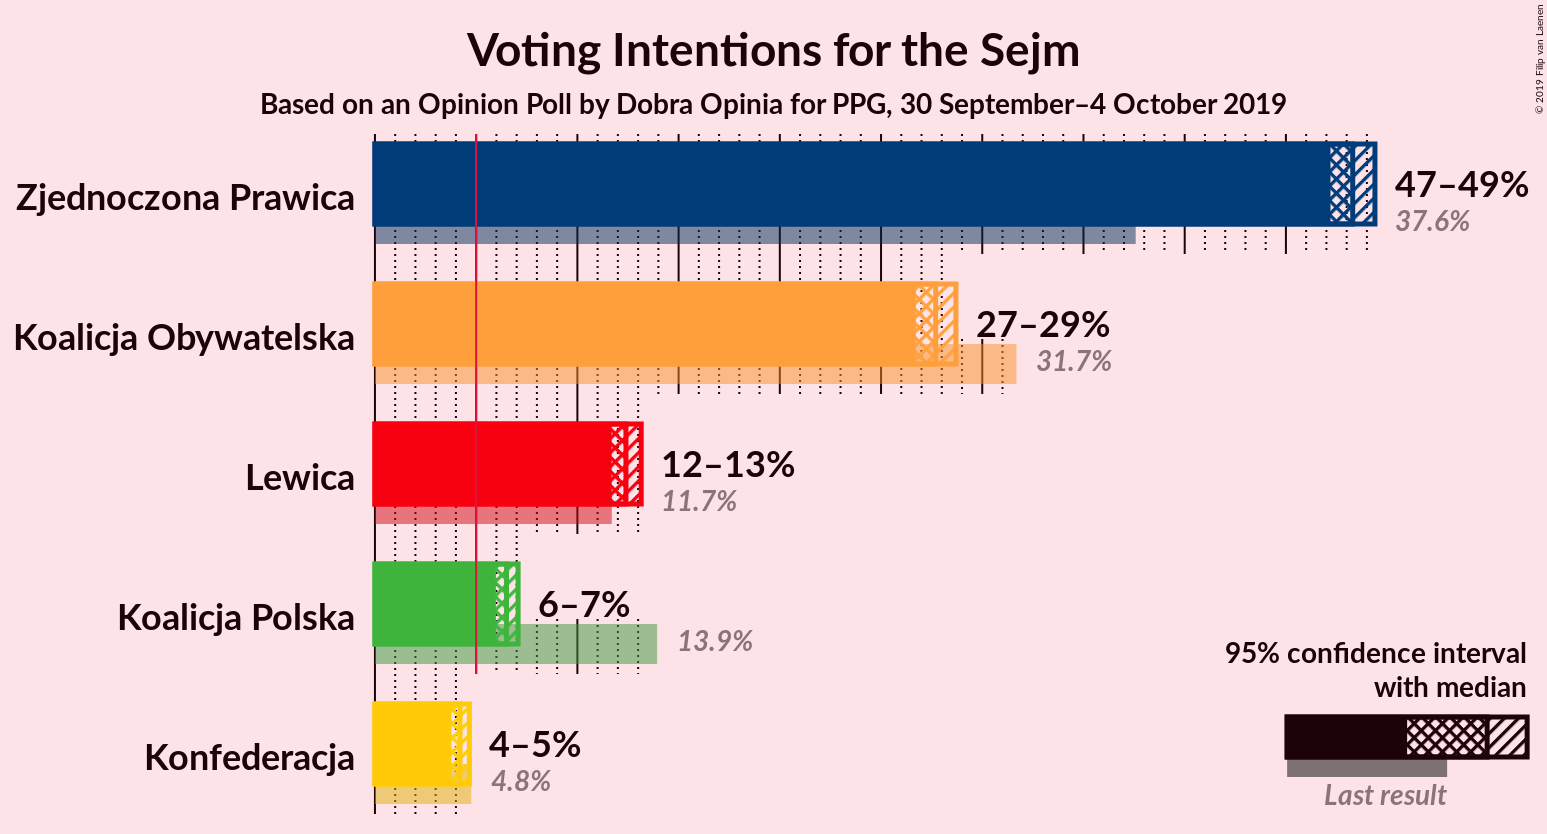 Voting Intentions for the Sejm
Based on an Opinion Poll by Dobra Opinia for PPG, 30 September–4 October 2019
© 2019 Filip van Laenen
Zjednoczona Prawica
47–49%
37.6%
Koalicja Obywatelska
27–29%
31.7%
Lewica
12–13%
11.7%
Koalicja Polska
6–7%
13.9%
Konfederacja
4–5%
4.8%
95% confidence interval
with median
Last result